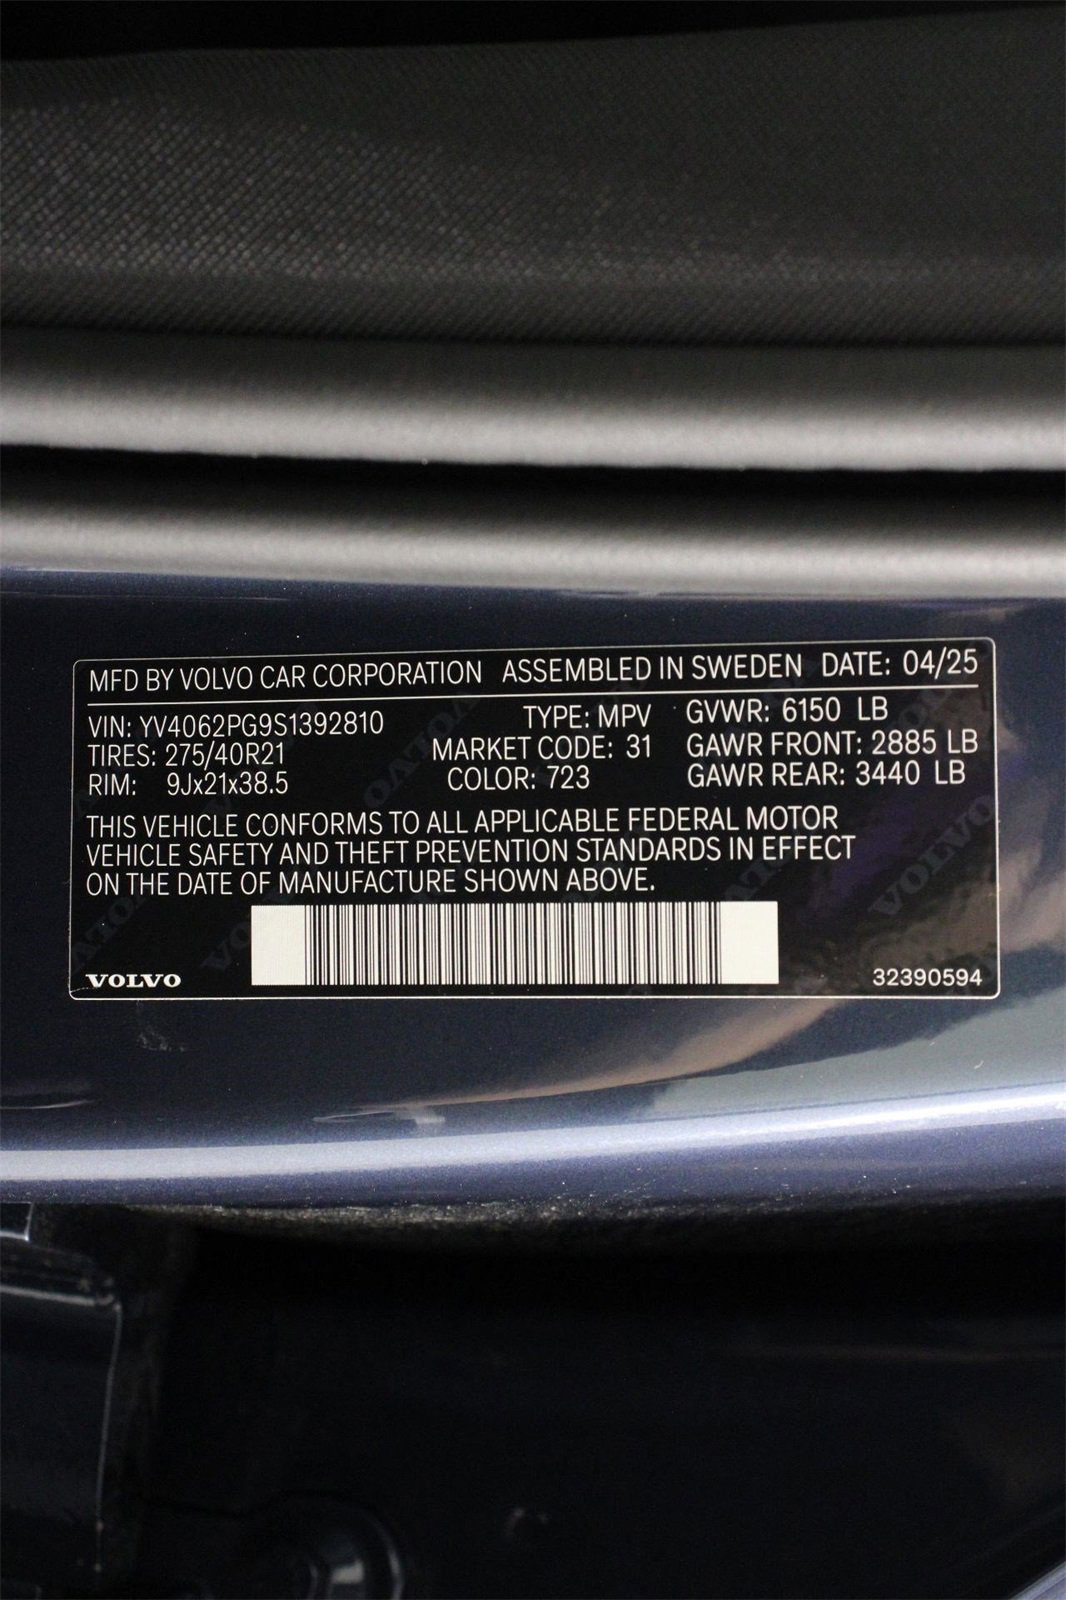 MFD BY VOLVO CAR CORPORATION ASSEMBLED IN SWEDEN DATE: 04/25
VIN: YV4062PG9S1392810 TYPE: MPV GVWR: 6150 LB
TIRES: 275/40R21 MARKET CODE: 31 GAWR FRONT: 2885 LB
RIM: 9Jx21x38.5 COLOR: 723 GAWR REAR: 3440 LB
THIS VEHICLE CONFORMS TO ALL APPLICABLE FEDERAL MOTOR
VEHICLE SAFETY AND THEFT PREVENTION STANDARDS IN EFFECT
ON THE DATE OF MANUFACTURE SHOWN ABOVE.
VOLVO 32390594